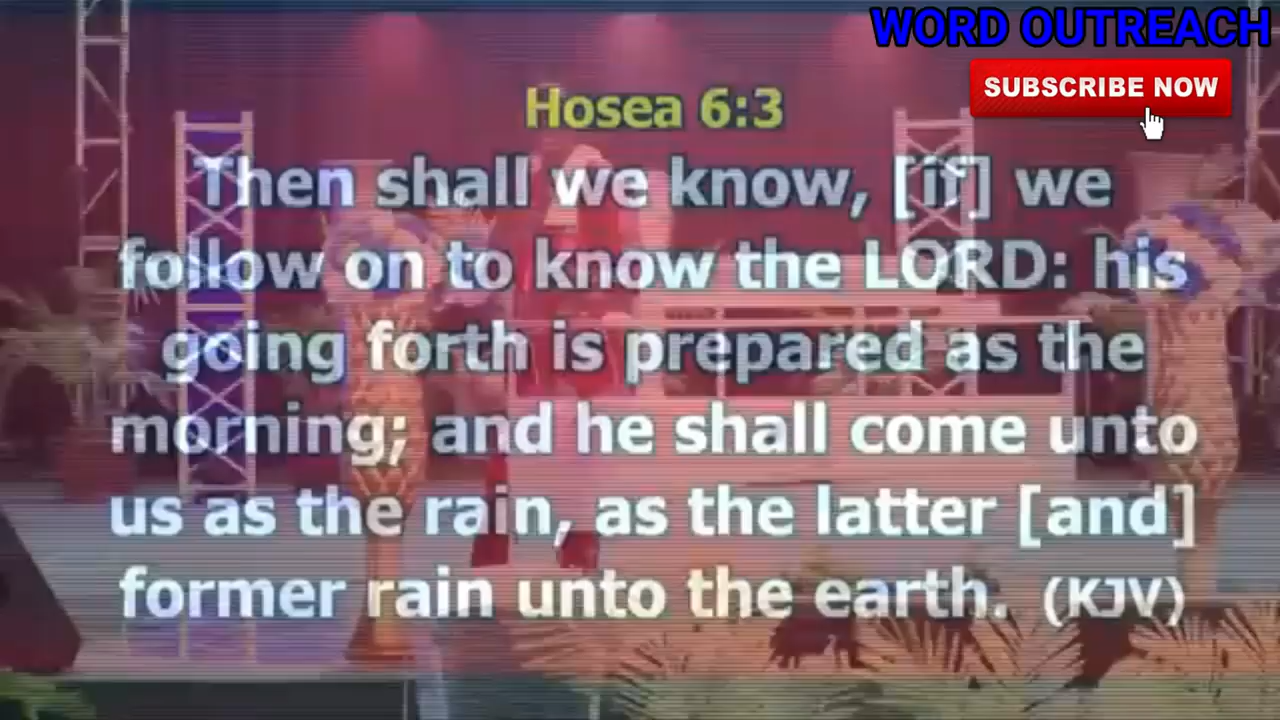 WORD OUTREACH
SUBSCRIBE NOW
Hosea 6:3
Then shall we know, [if] we
follow on to know the LORD: his
going forth is prepared as the
morning; and he shall come unto
us as the rain, as the latter [and]
former rain unto the earth. (KJV)